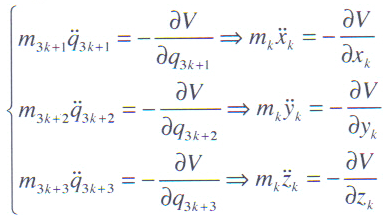 m_{3k+1} q̈_{3k+1} = −∂V/∂q_{3k+1} ⇒ m_k ẍ_k = −∂V/∂x_k
m_{3k+2} q̈_{3k+2} = −∂V/∂q_{3k+2} ⇒ m_k ÿ_k = −∂V/∂y_k
m_{3k+3} q̈_{3k+3} = −∂V/∂q_{3k+3} ⇒ m_k z̈_k = −∂V/∂z_k